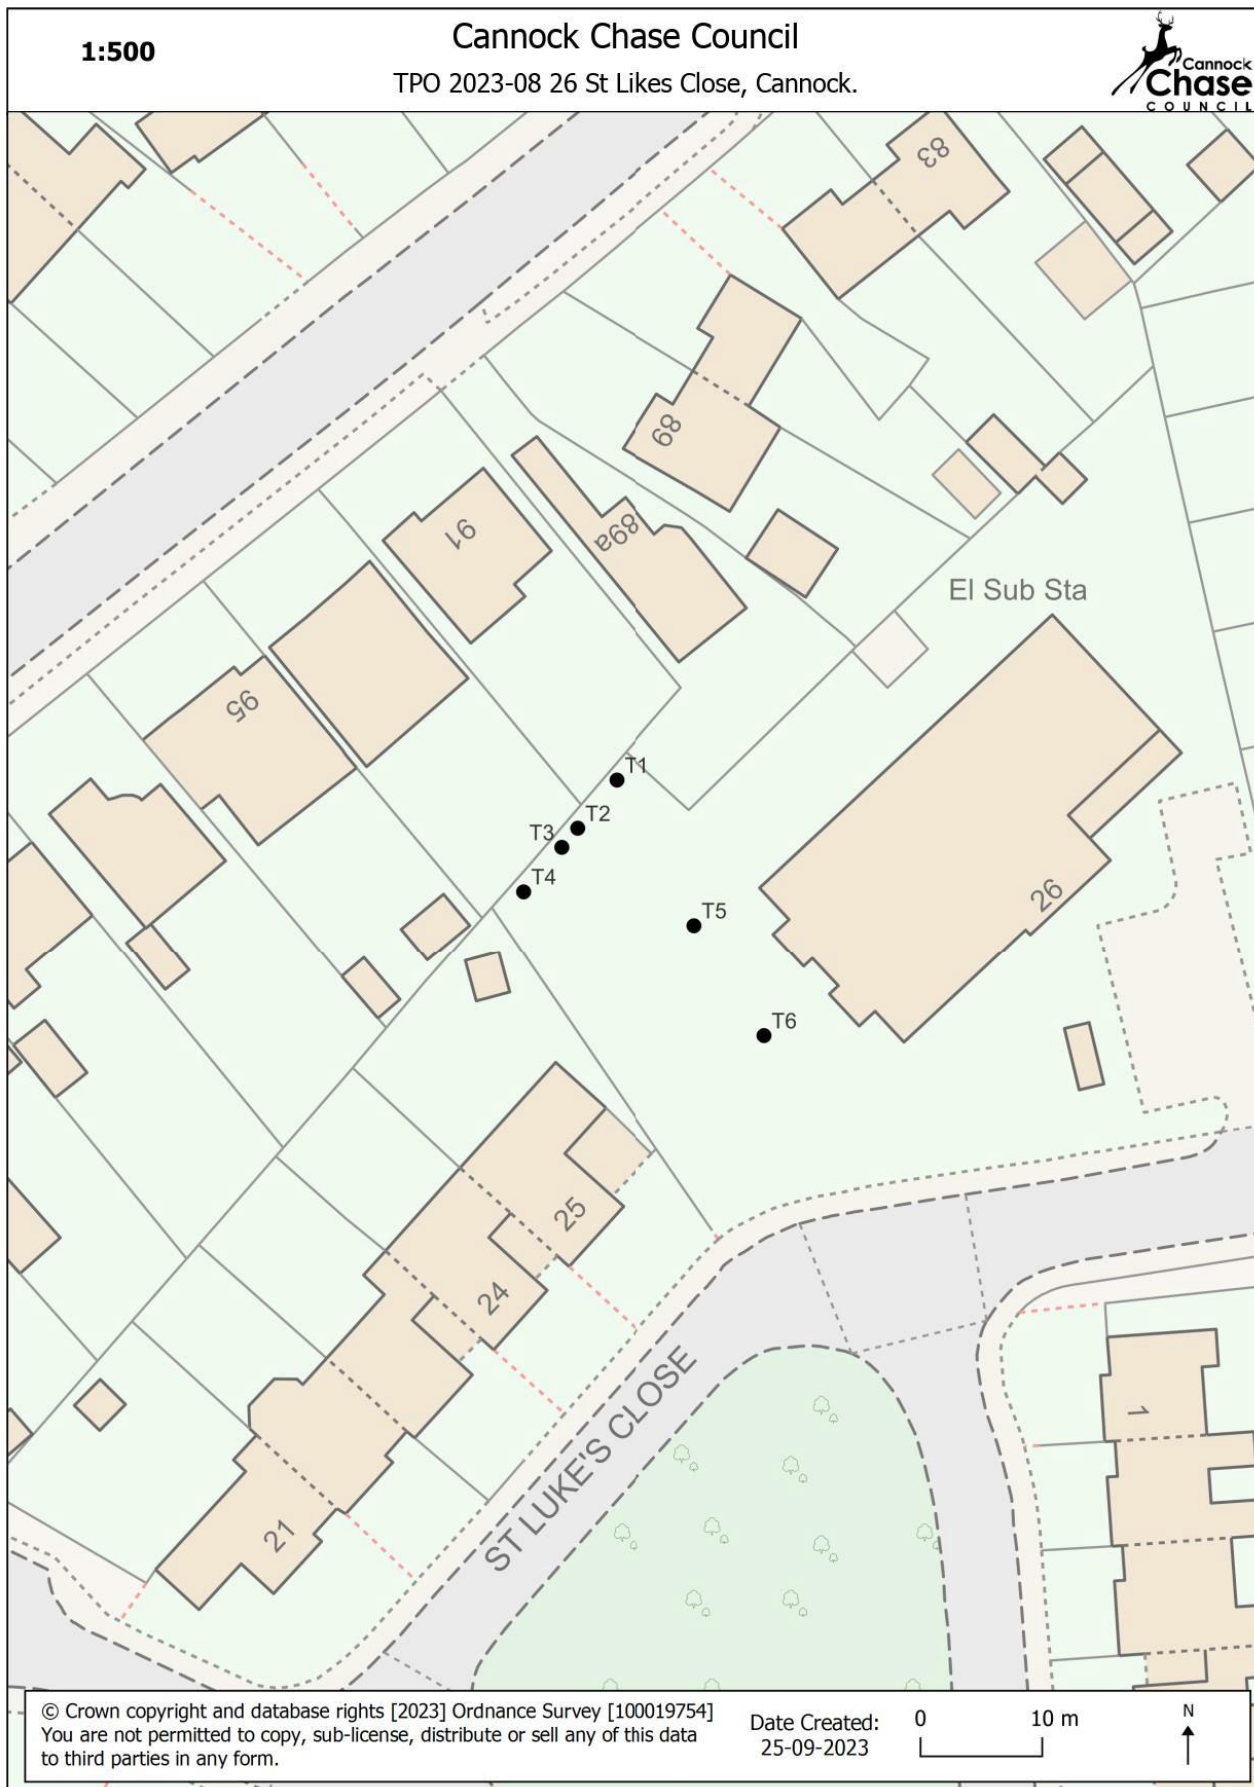 1:500
Cannock Chase Council
TPO 2023-08 26 St Likes Close, Cannock.
Cannock
Chase
COUNCIL
83
89
91
89a
El Sub Sta
95
T1
T2
T3
T4
T5
26
T6
25
24
ST LUKE'S CLOSE
1
21
© Crown copyright and database rights [2023] Ordnance Survey [100019754]
You are not permitted to copy, sub-license, distribute or sell any of this data
to third parties in any form.
Date Created:
25-09-2023
0 10 m
N